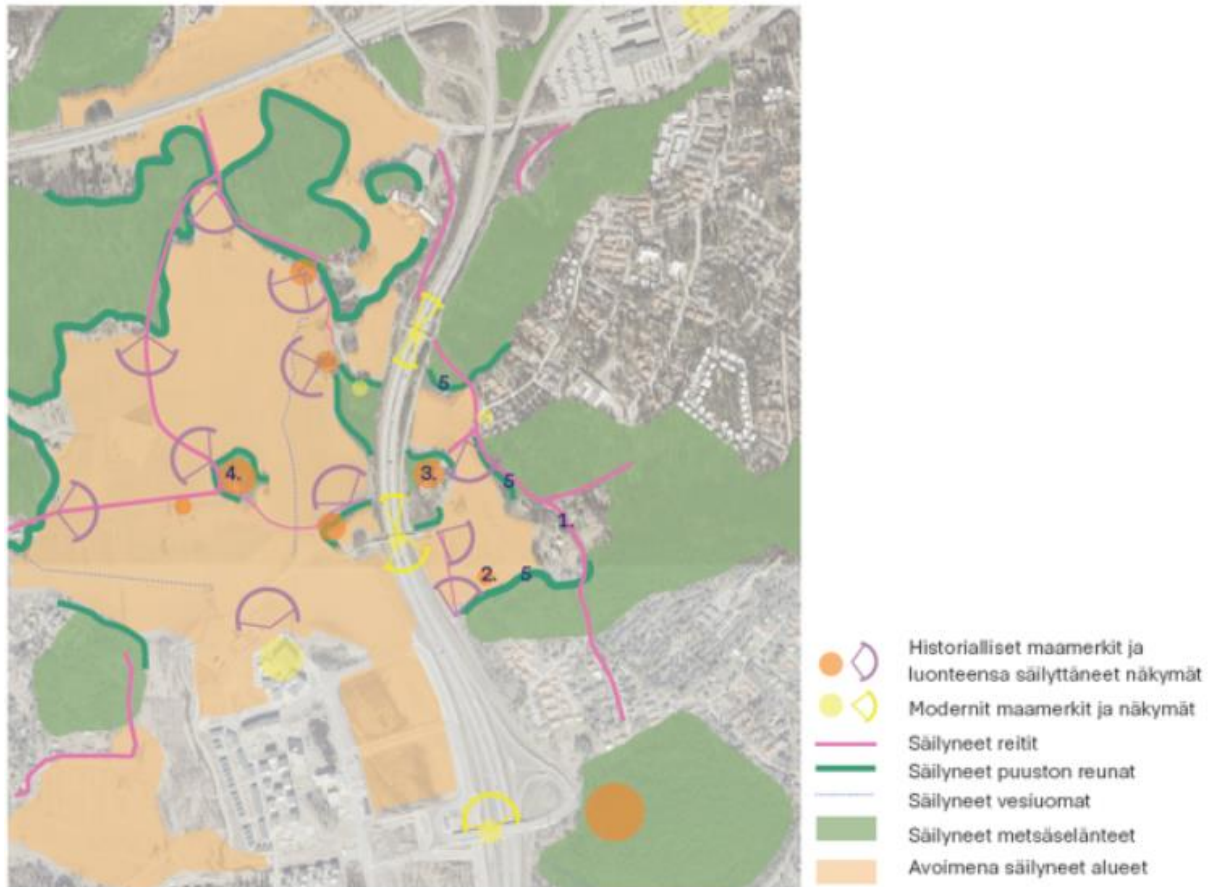 5
4.
3.
5
1.
2.
5
Historialliset maamerkit ja
luonteensa säilyttäneet näkymät
Modernit maamerkit ja näkymät
Säilyneet reitit
Säilyneet puuston reunat
Säilyneet vesiuomat
Säilyneet metsäselänteet
Avoimena säilyneet alueet